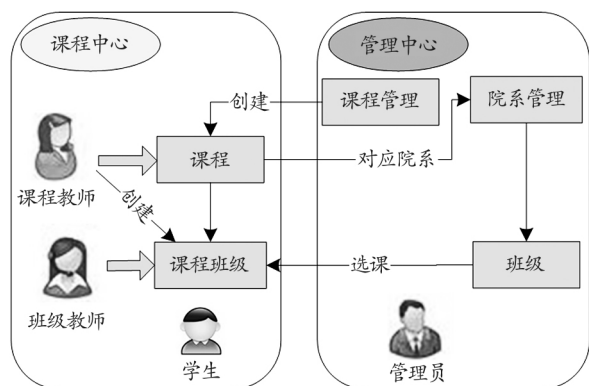 课程中心
管理中心
创建
课程管理
院系管理
课程
对应院系
课程教师
创建
课程班级
选课
班级
班级教师
学生
管理员